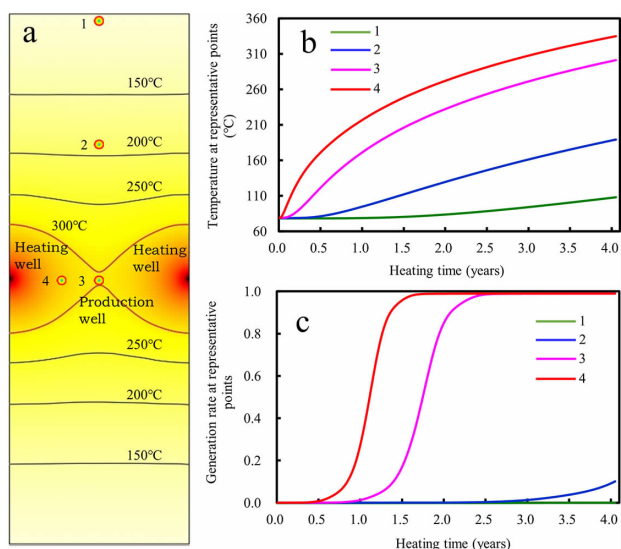 a
1
150°C
2
200°C
250°C
300°C
Heating
well
Heating
well
4
3
Production
well
250°C
200°C
150°C
b
Temperature at representative points
(°C)
360
310
260
210
160
110
60
1
2
3
4
0.0 0.5 1.0 1.5 2.0 2.5 3.0 3.5 4.0
Heating time (years)
c
Generation rate at representative
points
1.0
0.8
0.6
0.4
0.2
0.0
1
2
3
4
0.0 0.5 1.0 1.5 2.0 2.5 3.0 3.5 4.0
Heating time (years)